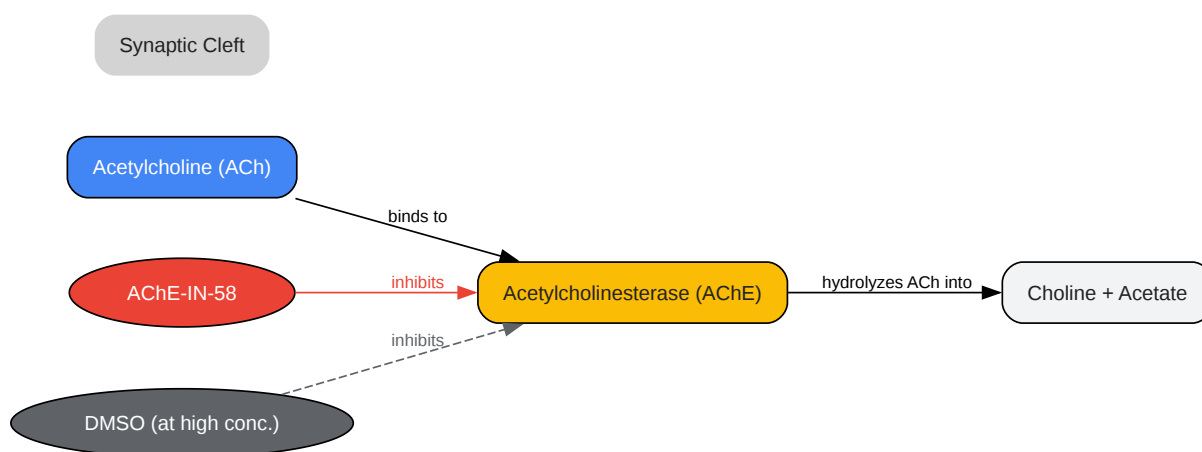 Synaptic Cleft
Acetylcholine (ACh)
binds to
AChE-IN-58
inhibits
Acetylcholinesterase (AChE)
hydrolyzes ACh into
Choline + Acetate
inhibits
DMSO (at high conc.)